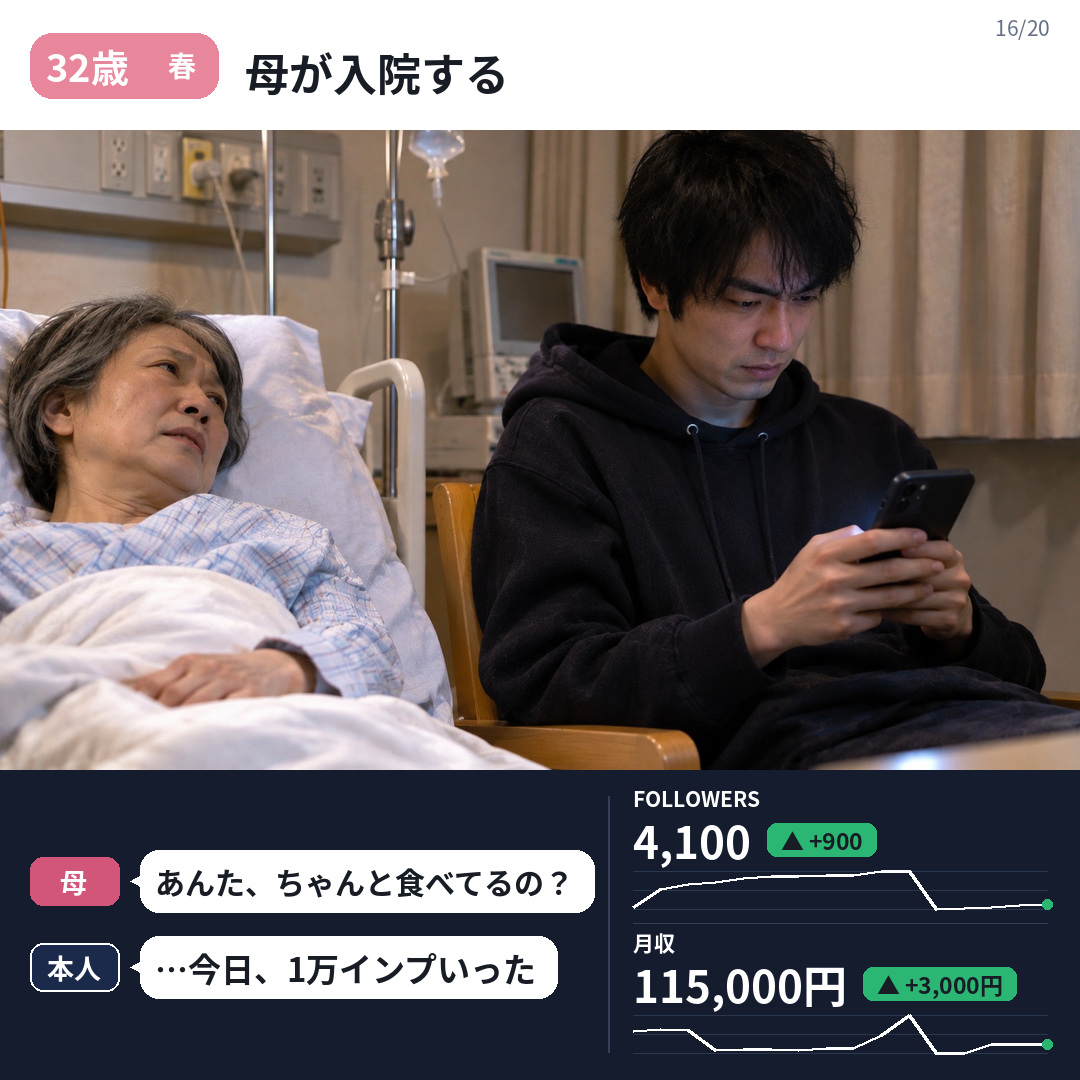 16/20
32歳 春
母が入院する
母
あんた、ちゃんと食べてるの？
本人
…今日、1万インプいった
FOLLOWERS
4,100 ▲ +900
月収
115,000円 ▲ +3,000円